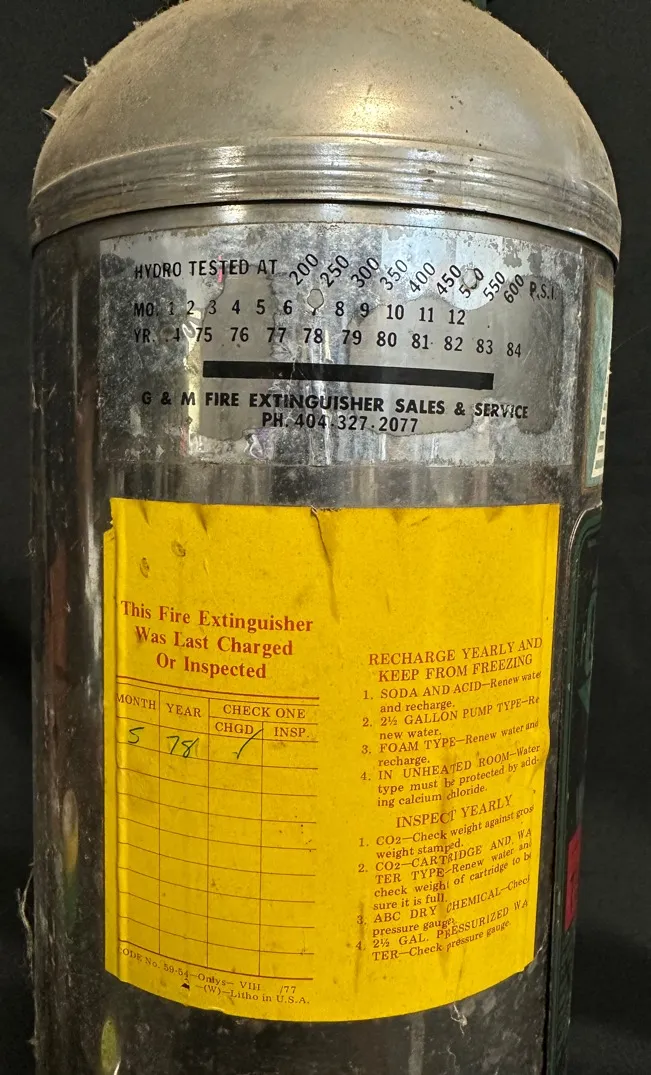 HYDRO TESTED AT 200 250 300 350 400 450 550 600 P.S.I.
MO. 1 2 3 4 5 6 8 9 10 11 12
YR. 75 76 77 78 79 80 81 82 83 84
G & M FIRE EXTINGUISHER SALES & SERVICE
PH. 404-327-2077
This Fire Extinguisher
Was Last Charged
Or Inspected
MONTH YEAR CHECK ONE
CHGD INSP.
5 78 ✓
CODE No. 59-54—Onlys— VIII /77
—(W)—Litho in U.S.A.
RECHARGE YEARLY AND
KEEP FROM FREEZING
1. SODA AND ACID—Renew water
and recharge.
2. 2½ GALLON PUMP TYPE—Re
new water.
3. FOAM TYPE—Renew water and
recharge.
4. IN UNHEATED ROOM—Water
type must be protected by add-
ing calcium chloride.
INSPECT YEARLY
1. CO2—Check weight against gross
weight stamped.
2. CO2—CARTRIDGE AND WA
TER TYPE—Renew water and
check weight of cartridge to be
sure it is full.
3. ABC DRY CHEMICAL—Check
pressure gauge.
4. 2½ GAL. PRESSURIZED WA
TER—Check pressure gauge.